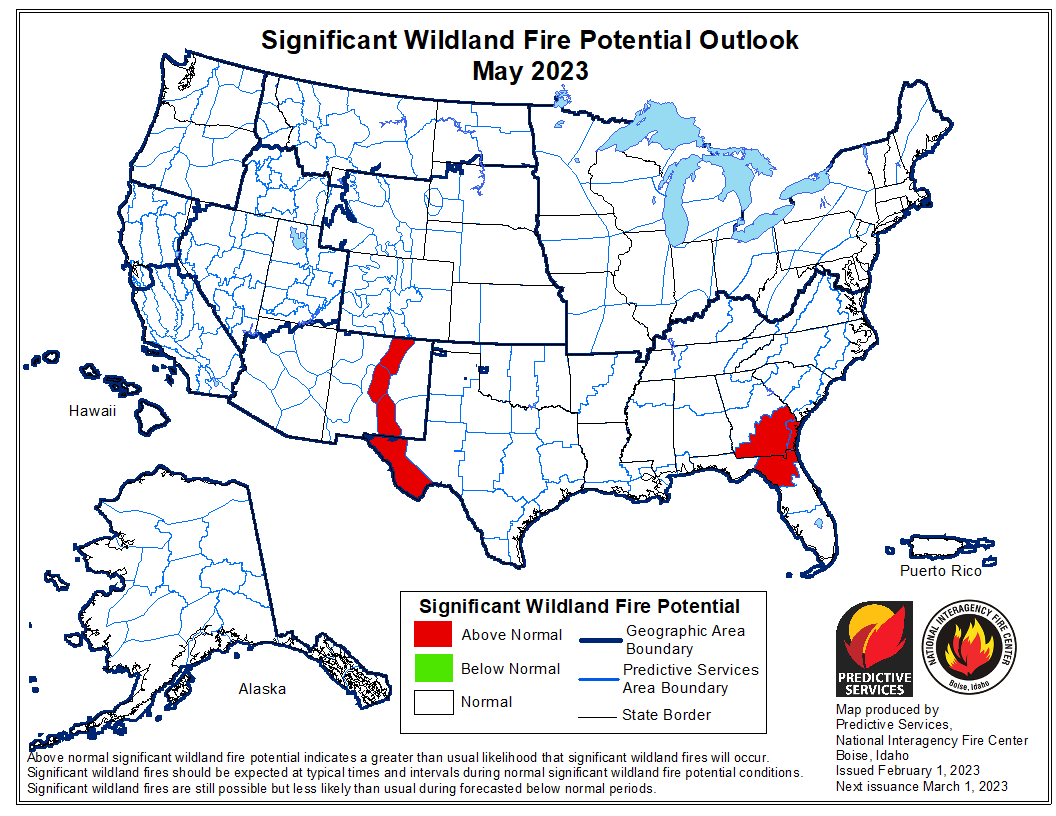 Significant Wildland Fire Potential Outlook
May 2023
Hawaii
Alaska
Puerto Rico
Significant Wildland Fire Potential
Above Normal
Below Normal
Normal
Geographic Area
Boundary
Predictive Services
Area Boundary
State Border
PREDICTIVE
SERVICES
NATIONAL INTERAGENCY FIRE CENTER
Boise, Idaho
Map produced by
Predictive Services,
National Interagency Fire Center
Boise, Idaho
Issued February 1, 2023
Next issuance March 1, 2023
Above normal significant wildland fire potential indicates a greater than usual likelihood that significant wildland fires will occur.
Significant wildland fires should be expected at typical times and intervals during normal significant wildland fire potential conditions.
Significant wildland fires are still possible but less likely than usual during forecasted below normal periods.